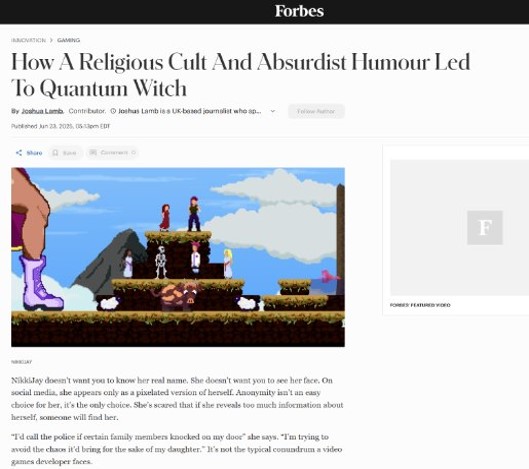 Forbes
INNOVATION > GAMING
How A Religious Cult And Absurdist Humour Led
To Quantum Witch
By Joshua Lamb, Contributor. Joshua Lamb is a UK-based journalist who sp...
Follow Author
Published Jun 23, 2025, 05:13pm EDT
Share Save Comment
F
FORBES' FEATURED VIDEO
NIKKIJAY
NikkiJay doesn't want you to know her real name. She doesn't want you to see her face. On
social media, she appears only as a pixelated version of herself. Anonymity isn't an easy
choice for her, it's the only choice. She's scared that if she reveals too much information about
herself, someone will find her.
"I'd call the police if certain family members knocked on my door" she says. "I'm trying to
avoid the chaos it'd bring for the sake of my daughter." It's not the typical conundrum a video
games developer faces.